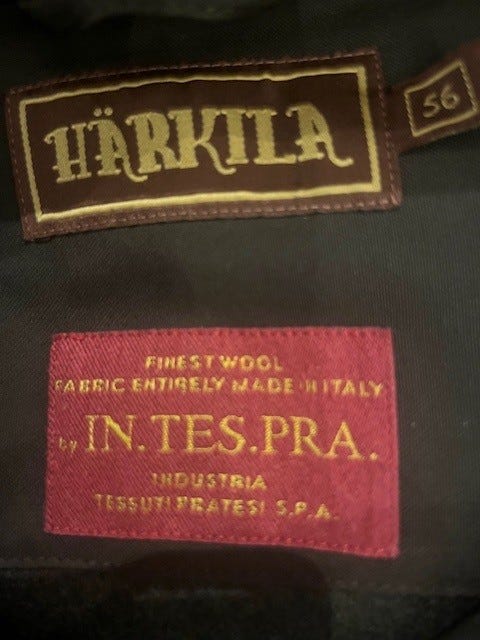 HÄRKILA
56
FINEST WOOL
FABRIC ENTIRELY MADE IN ITALY
by IN.TES.PRA.
INDUSTRIA
TESSUTI PRATESI S.P.A.